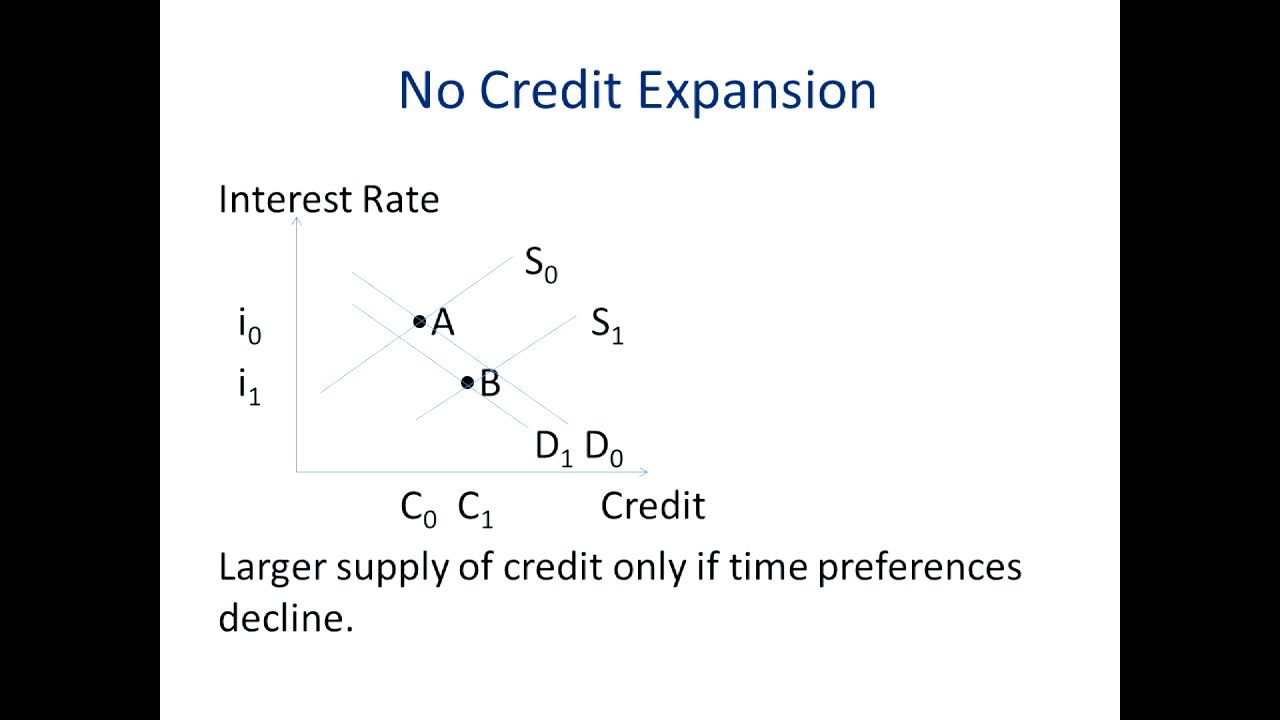 No Credit Expansion
Interest Rate
S₀
i₀ A S₁
i₁ B
D₁ D₀
C₀ C₁ Credit
Larger supply of credit only if time preferences
decline.